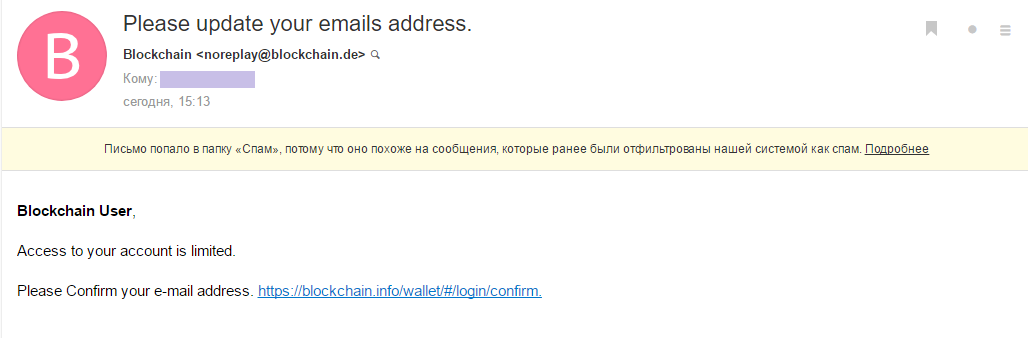 Please update your emails address.
B
Blockchain <noreplay@blockchain.de>
Кому:
сегодня, 15:13
Письмо попало в папку «Спам», потому что оно похоже на сообщения, которые ранее были отфильтрованы нашей системой как спам. Подробнее
Blockchain User,
Access to your account is limited.
Please Confirm your e-mail address. https://blockchain.info/wallet/#/login/confirm.